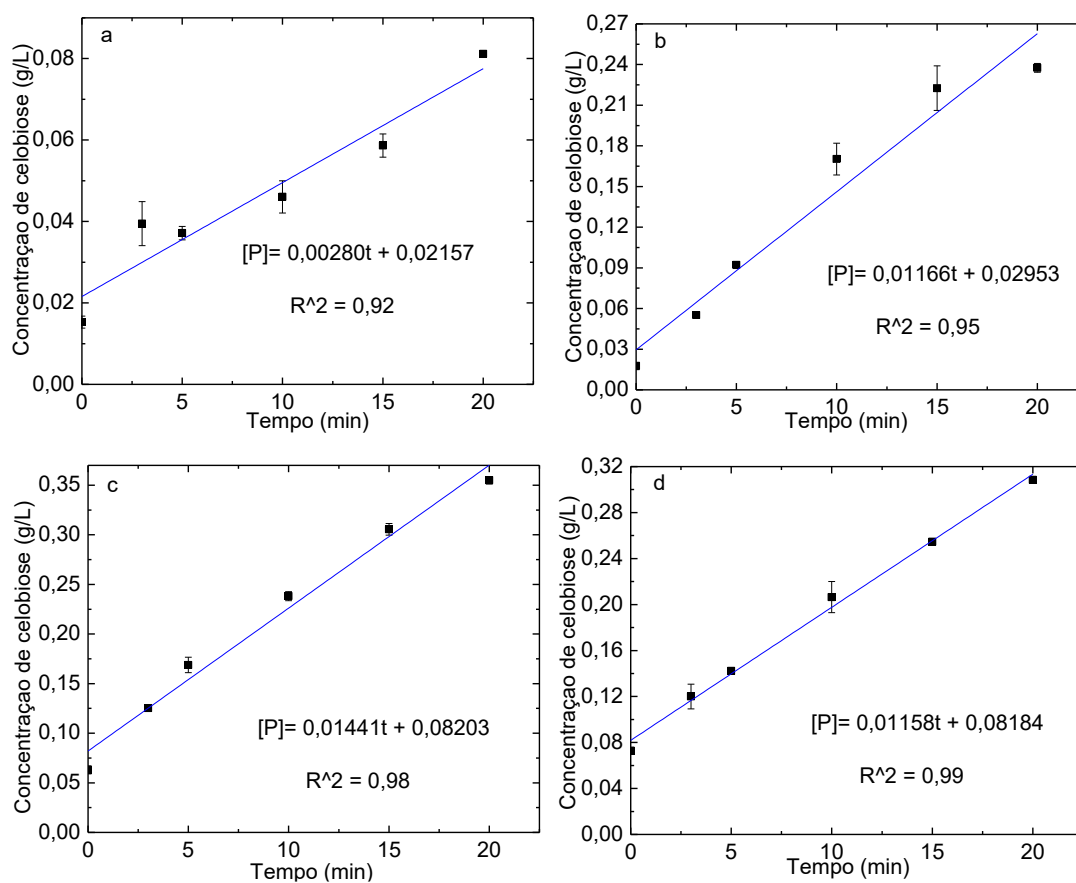 a
Concentraçao de celobiose (g/L)
0,08
0,06
0,04
0,02
0,00
[P]= 0,00280t + 0,02157
R^2 = 0,92
0
5
10
15
20
Tempo (min)
b
Concentraçao de celobiose (g/L)
0,27
0,24
0,21
0,18
0,15
0,12
0,09
0,06
0,03
0,00
[P]= 0,01166t + 0,02953
R^2 = 0,95
0
5
10
15
20
Tempo (min)
c
Concentraçao de celobiose (g/L)
0,35
0,30
0,25
0,20
0,15
0,10
0,05
0,00
[P]= 0,01441t + 0,08203
R^2 = 0,98
0
5
10
15
20
Tempo (min)
d
Concentraçao de celobiose (g/L)
0,32
0,28
0,24
0,20
0,16
0,12
0,08
0,04
0,00
[P]= 0,01158t + 0,08184
R^2 = 0,99
0
5
10
15
20
Tempo (min)